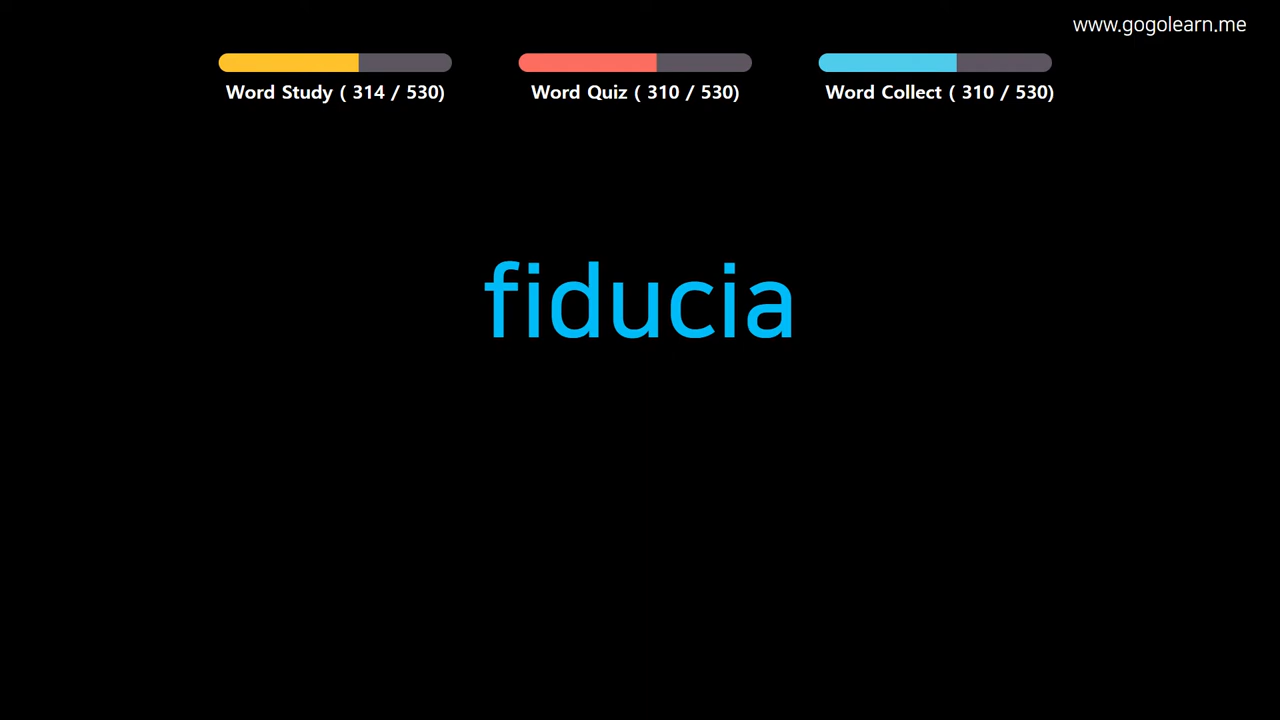 www.gogolearn.me
Word Study ( 314 / 530)
Word Quiz ( 310 / 530)
Word Collect ( 310 / 530)
fiducia